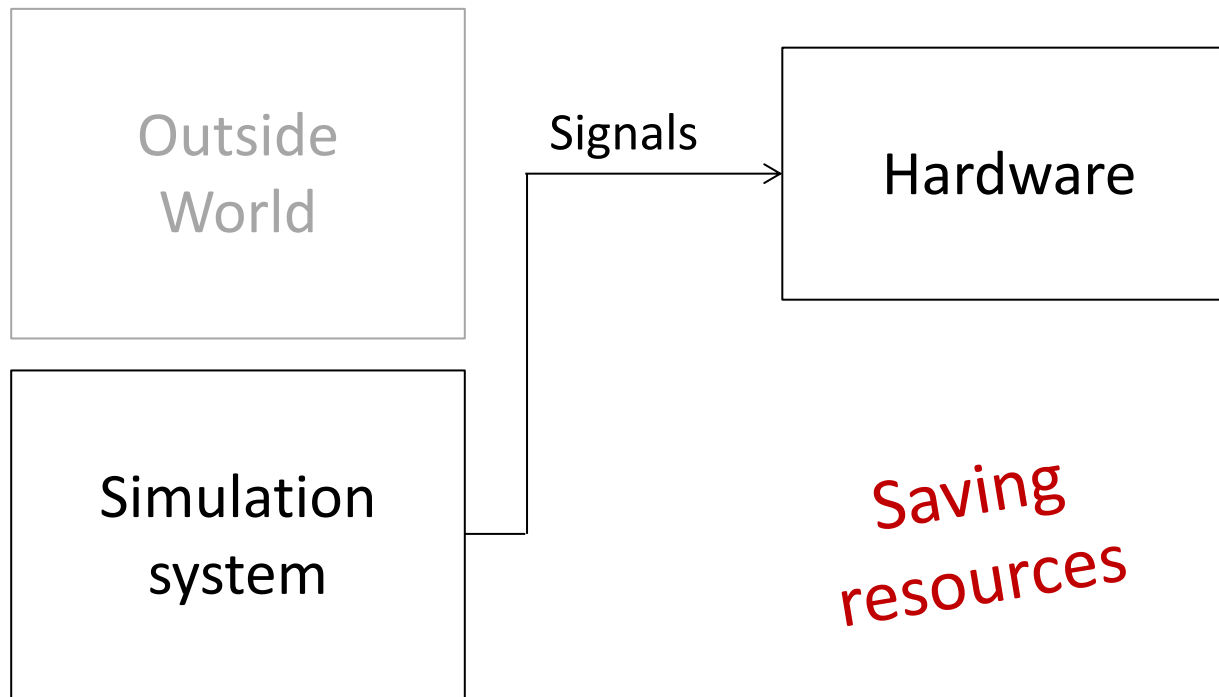 Outside
World
Signals
Hardware
Simulation
system
Saving
resources